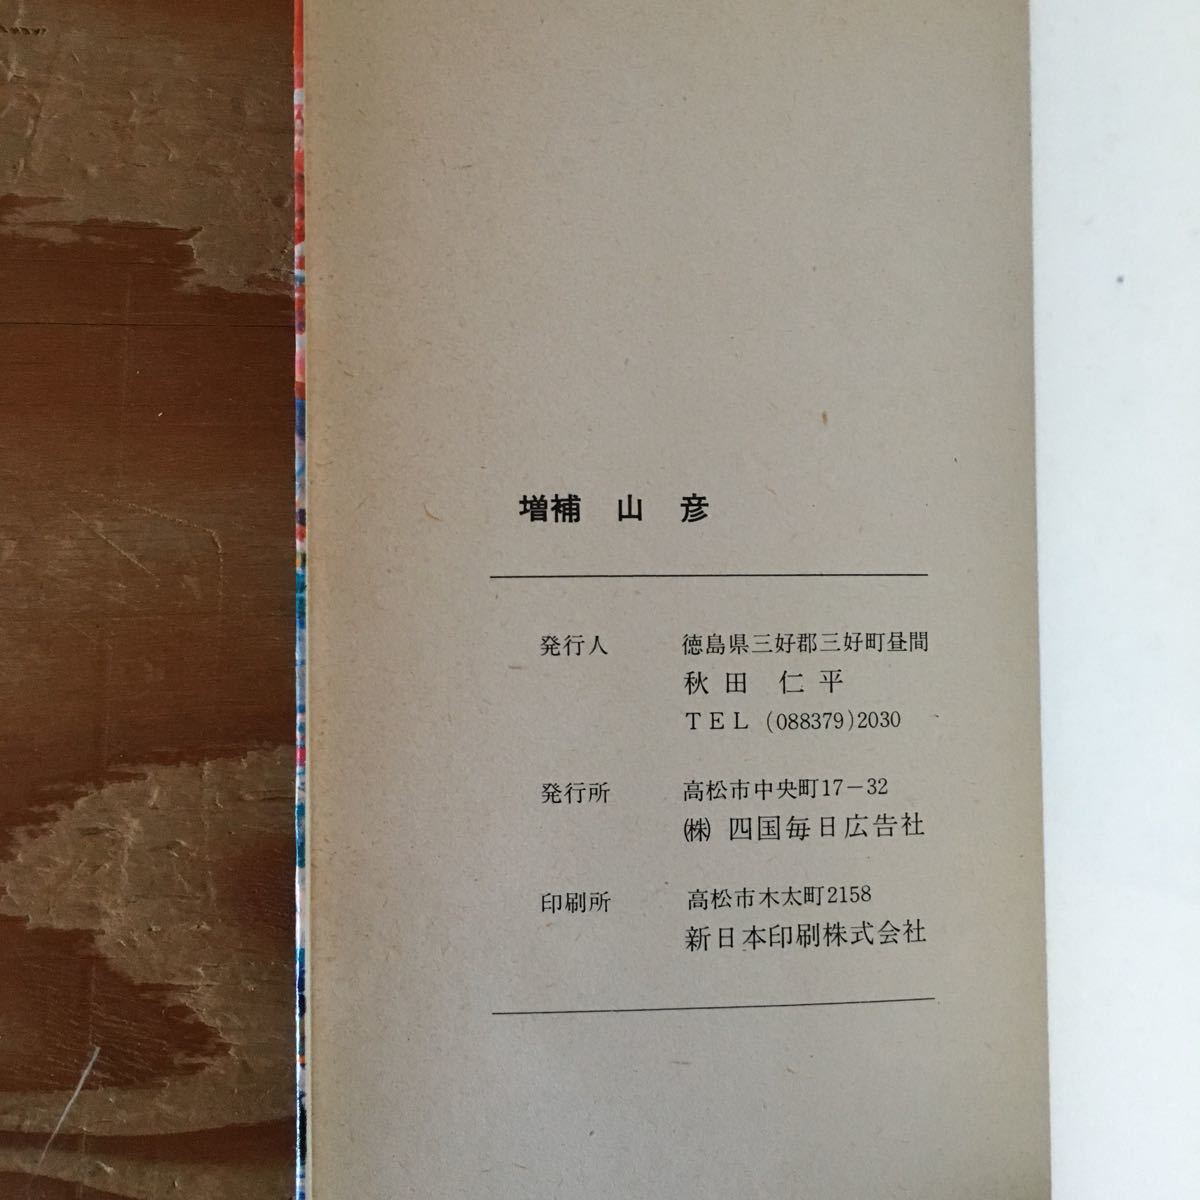 増補 山彦
発行人 徳島県三好郡三好町昼間
秋田 仁平
TEL (088379)2030
発行所 高松市中央町17-32
(株) 四国毎日広告社
印刷所 高松市木太町2158
新日本印刷株式会社